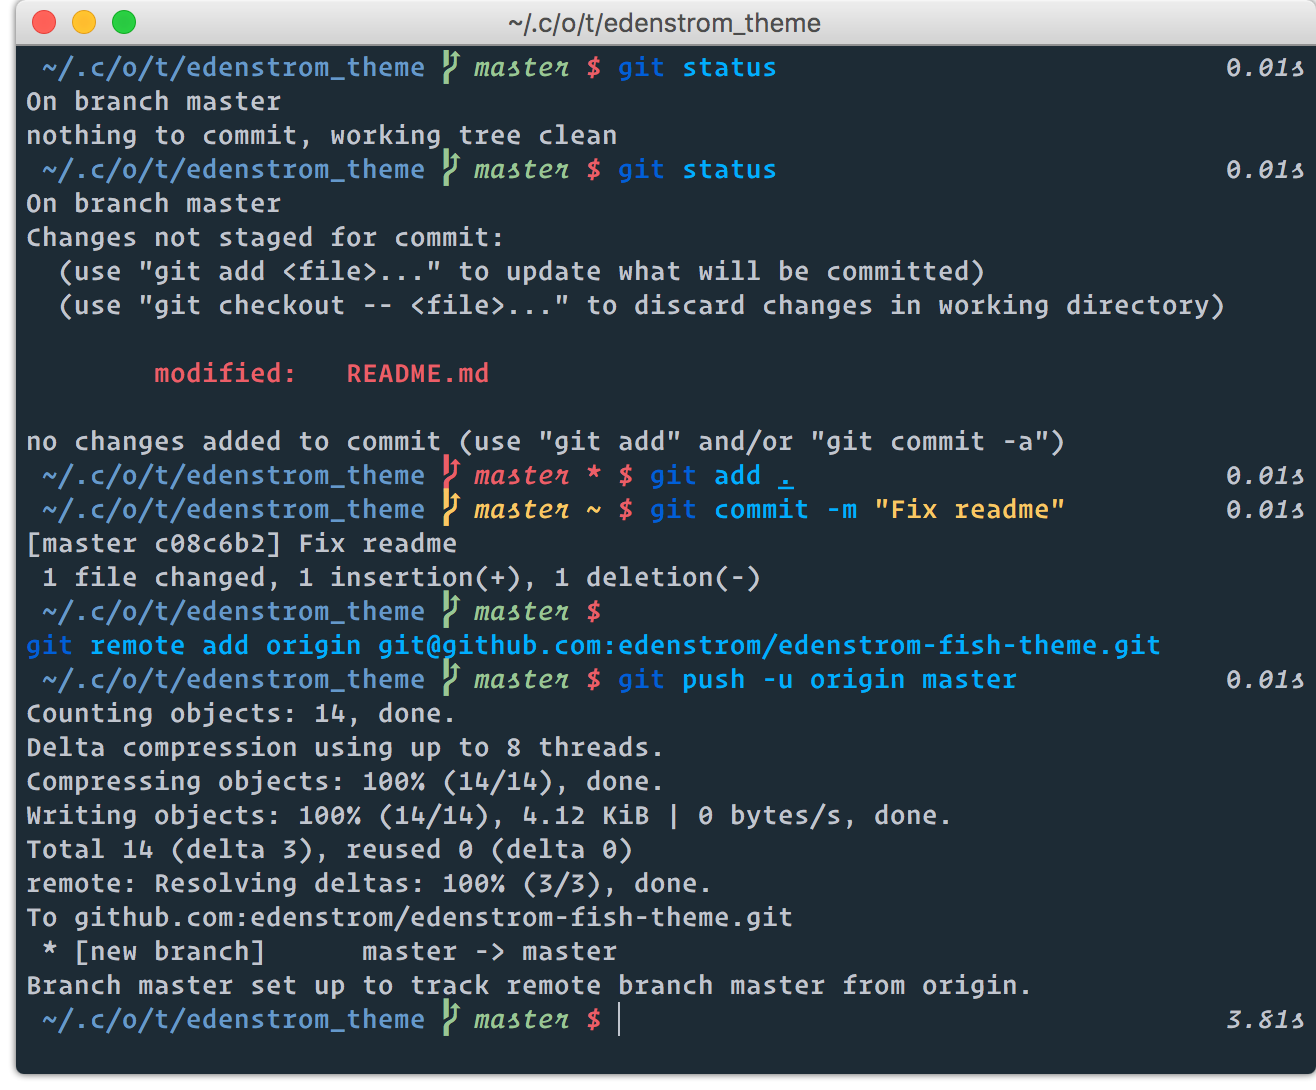 ~/.c/o/t/edenstrom_theme
~/.c/o/t/edenstrom_theme master $ git status 0.01s
On branch master
nothing to commit, working tree clean
~/.c/o/t/edenstrom_theme master $ git status 0.01s
On branch master
Changes not staged for commit:
  (use "git add <file>..." to update what will be committed)
  (use "git checkout -- <file>..." to discard changes in working directory)
        modified:   README.md
no changes added to commit (use "git add" and/or "git commit -a")
~/.c/o/t/edenstrom_theme master * $ git add . 0.01s
~/.c/o/t/edenstrom_theme master ~ $ git commit -m "Fix readme" 0.01s
[master c08c6b2] Fix readme
 1 file changed, 1 insertion(+), 1 deletion(-)
~/.c/o/t/edenstrom_theme master $
git remote add origin git@github.com:edenstrom/edenstrom-fish-theme.git
~/.c/o/t/edenstrom_theme master $ git push -u origin master 0.01s
Counting objects: 14, done.
Delta compression using up to 8 threads.
Compressing objects: 100% (14/14), done.
Writing objects: 100% (14/14), 4.12 KiB | 0 bytes/s, done.
Total 14 (delta 3), reused 0 (delta 0)
remote: Resolving deltas: 100% (3/3), done.
To github.com:edenstrom/edenstrom-fish-theme.git
 * [new branch]      master -> master
Branch master set up to track remote branch master from origin.
~/.c/o/t/edenstrom_theme master $ 3.81s